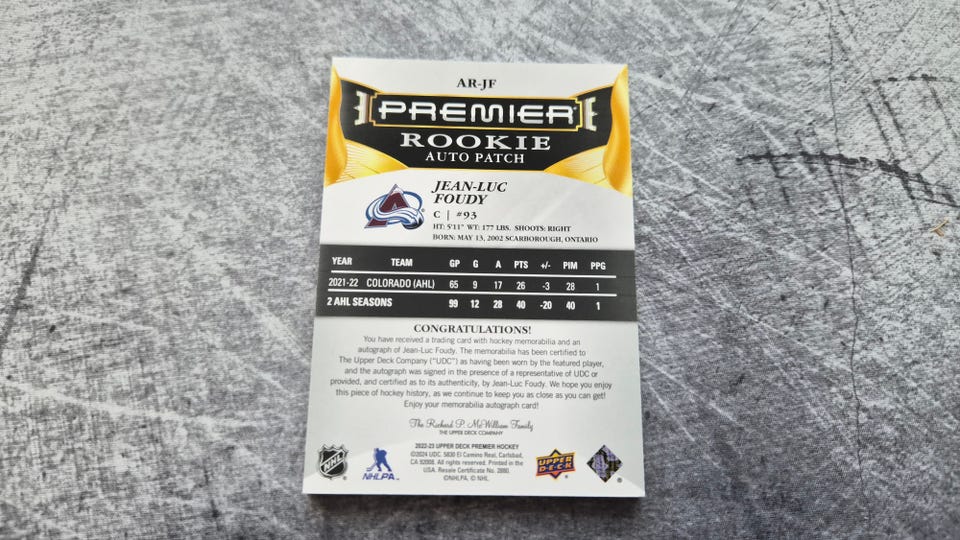 AR-JF
PREMIER
ROOKIE
AUTO PATCH
JEAN-LUC
FOUDY
C | #93
HT: 5'11" WT: 177 LBS. SHOOTS: RIGHT
BORN: MAY 13, 2002 SCARBOROUGH, ONTARIO
YEAR TEAM GP G A PTS +/- PIM PPG
2021-22 COLORADO (AHL) 65 9 17 26 -3 28 1
2 AHL SEASONS 99 12 28 40 -20 40 1
CONGRATULATIONS!
You have received a trading card with hockey memorabilia and an
autograph of Jean-Luc Foudy. The memorabilia has been certified to
The Upper Deck Company ("UDC") as having been worn by the featured player,
and the autograph was signed in the presence of a representative of UDC or
provided, and certified as to its authenticity, by Jean-Luc Foudy. We hope you enjoy
this piece of hockey history, as we continue to keep you as close as you can get!
Enjoy your memorabilia autograph card!
The Richard P. McWilliam Family
THE UPPER DECK COMPANY
2022-23 UPPER DECK PREMIER HOCKEY
©2024 UDC. 5830 El Camino Real, Carlsbad,
CA 92008. All rights reserved. Printed in the
USA. Resale Certificate No. 2890.
©NHLPA. © NHL.
NHL
NHLPA
UPPER
DECK